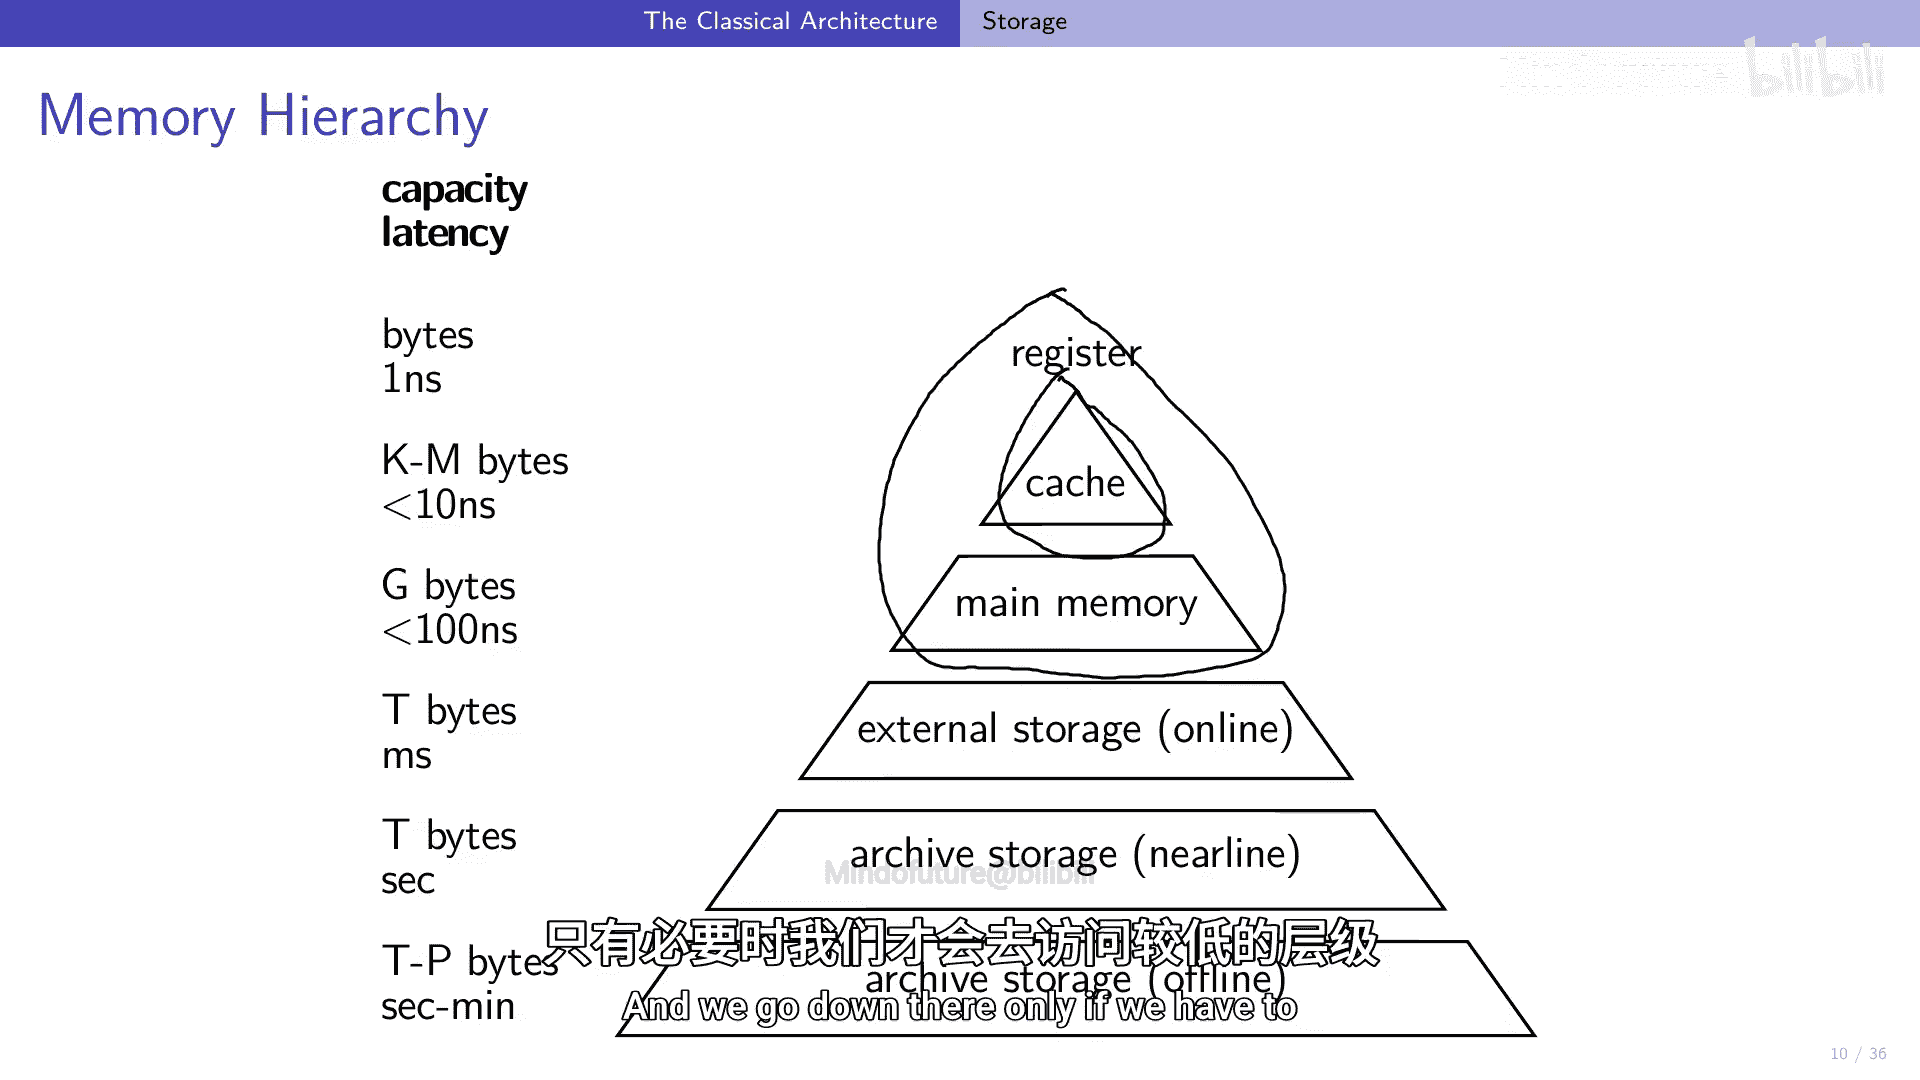 The Classical Architecture Storage
bilibili
Memory Hierarchy
capacity
latency
bytes
1ns
register
K-M bytes
<10ns
cache
G bytes
<100ns
main memory
T bytes
ms
external storage (online)
T bytes
sec
archive storage (nearline)
Mindofuture@bilibili
只有必要时我们才会去访问较低的层级
T-P bytes
sec-min
archive storage (offline)
And we go down there only if we have to
10 / 36